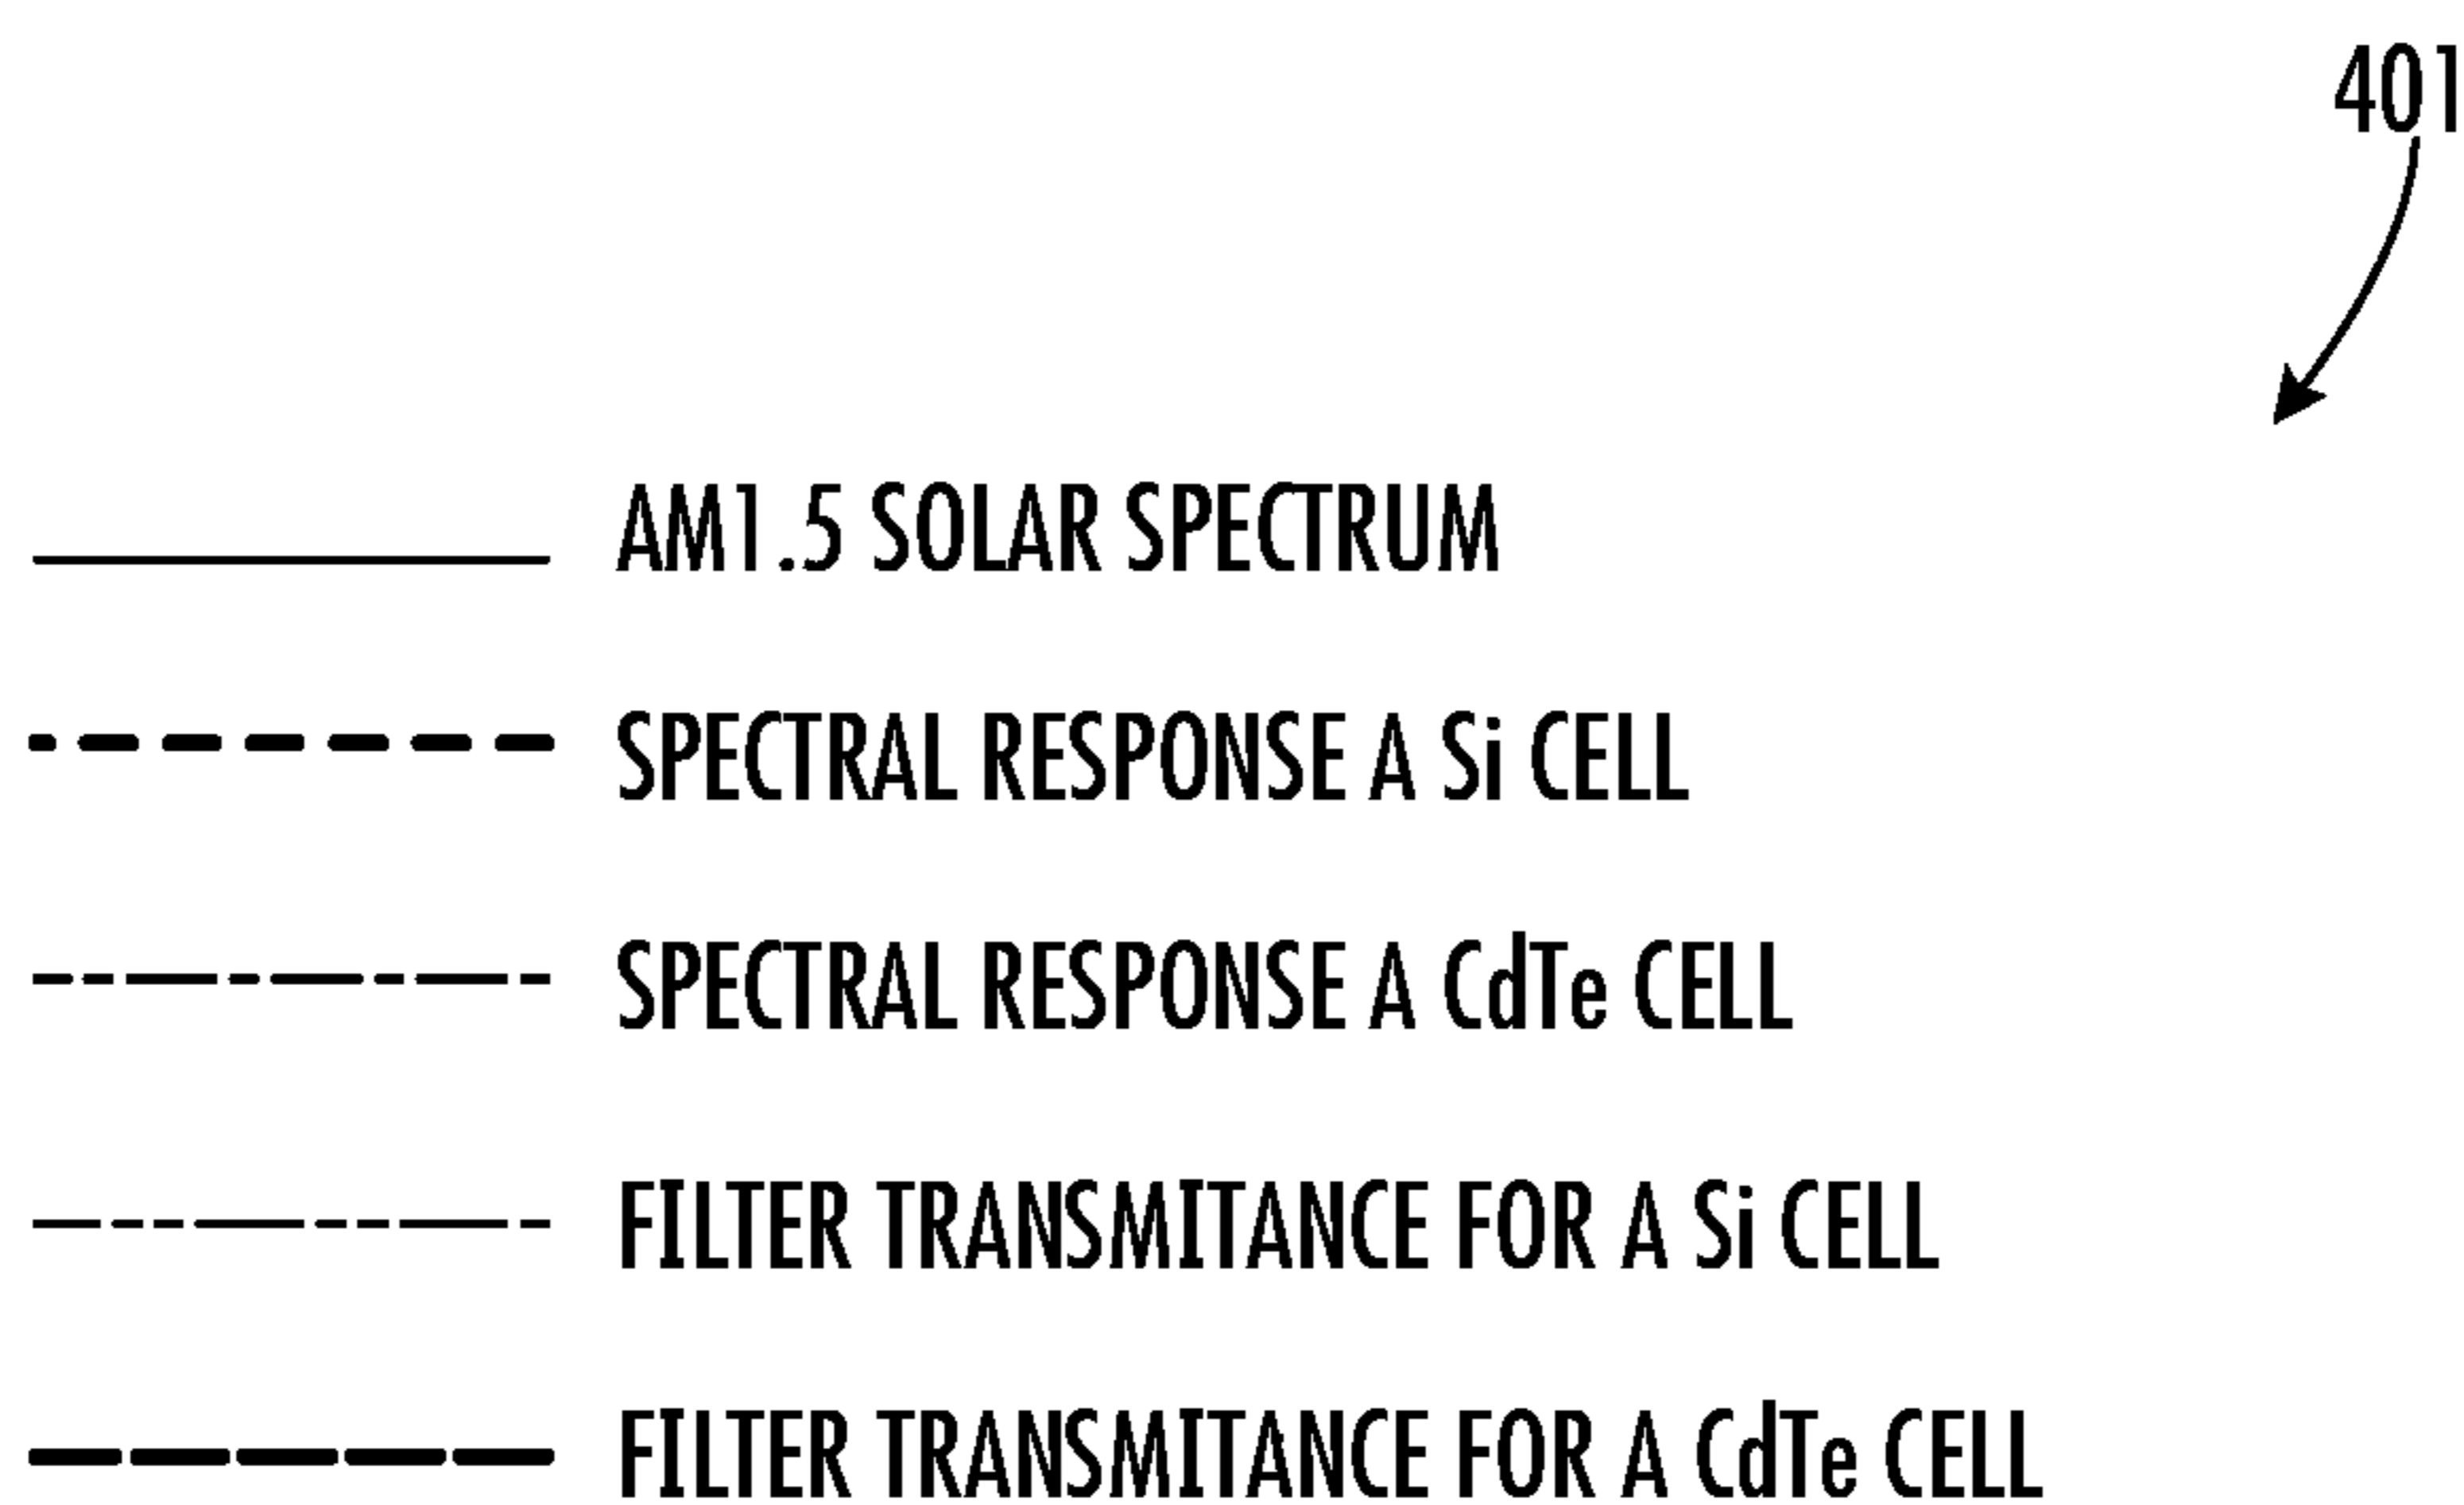 401
AM1.5 SOLAR SPECTRUM
SPECTRAL RESPONSE A Si CELL
SPECTRAL RESPONSE A CdTe CELL
FILTER TRANSMITANCE FOR A Si CELL
FILTER TRANSMITANCE FOR A CdTe CELL